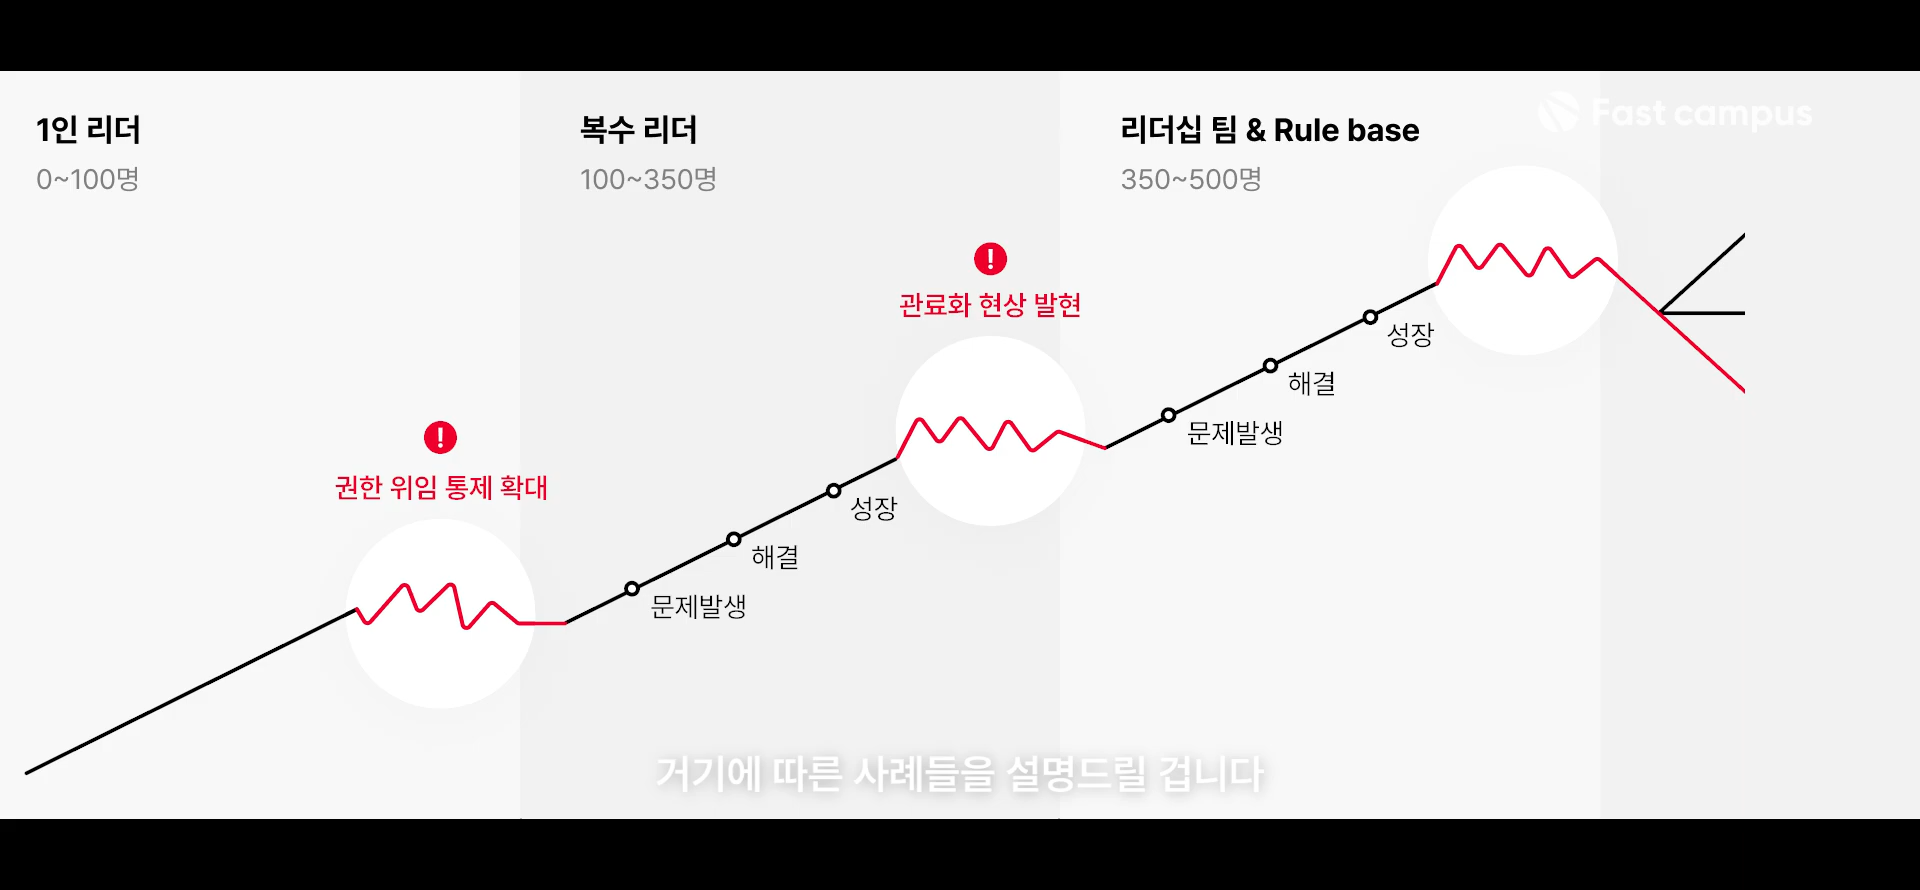 1인 리더
0~100명
복수 리더
100~350명
리더십 팀 & Rule base
350~500명
Fast campus
!
관료화 현상 발현
!
권한 위임 통제 확대
문제발생
해결
성장
문제발생
해결
성장
거기에 따른 사례들을 설명드릴 겁니다